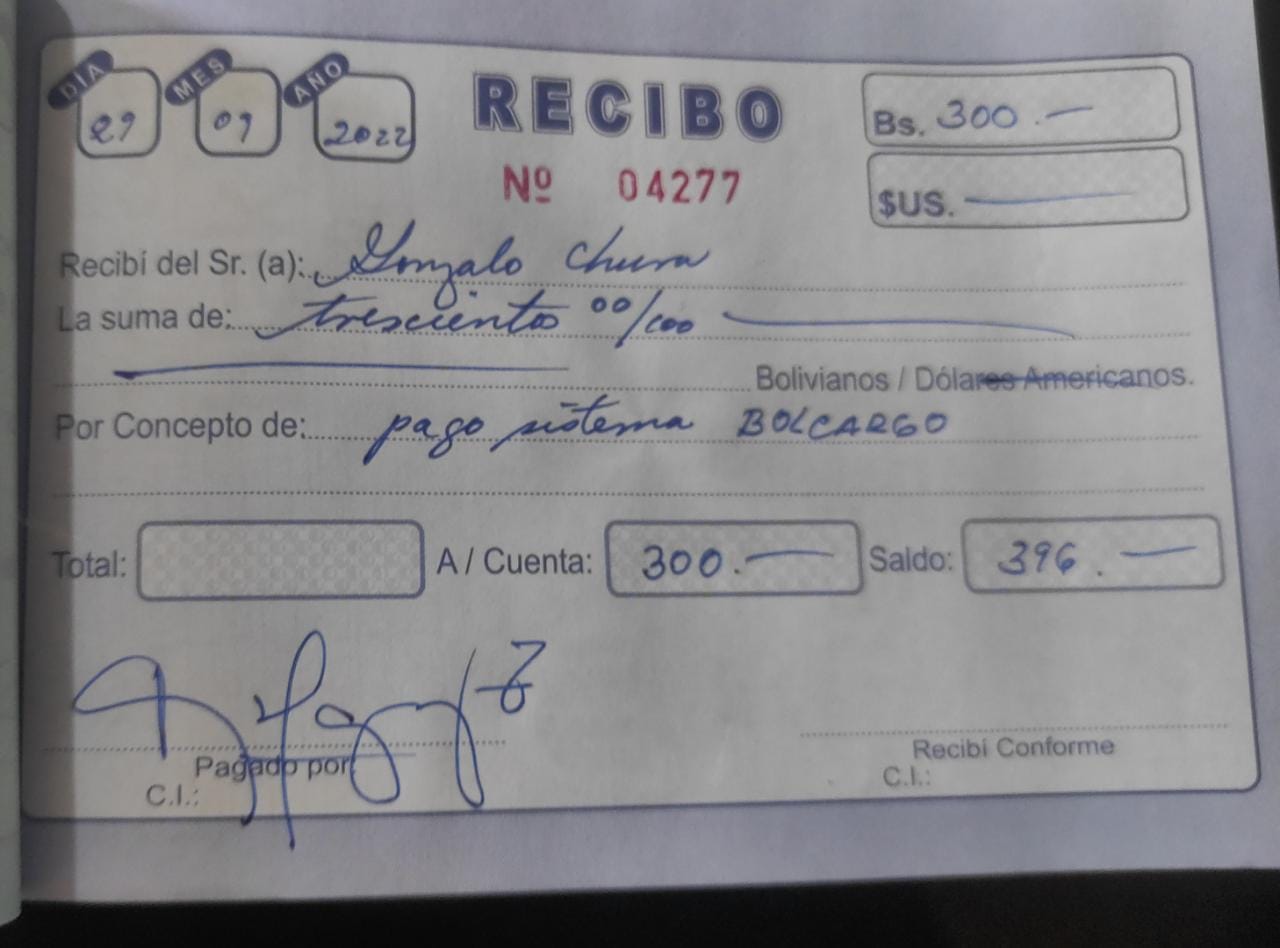 DÍA 29 MES 09 AÑO 2022
RECIBO
Nº 04277
Bs. 300.—
$US. —
Recibí del Sr. (a): Gonzalo Chura
La suma de: trescientos 00/100
Bolivianos / Dólares Americanos.
Por Concepto de: pago sistema BOLCARGO
Total: A / Cuenta: 300.— Saldo: 396.—
Pagado por
C.I.:
Recibí Conforme
C.I.: